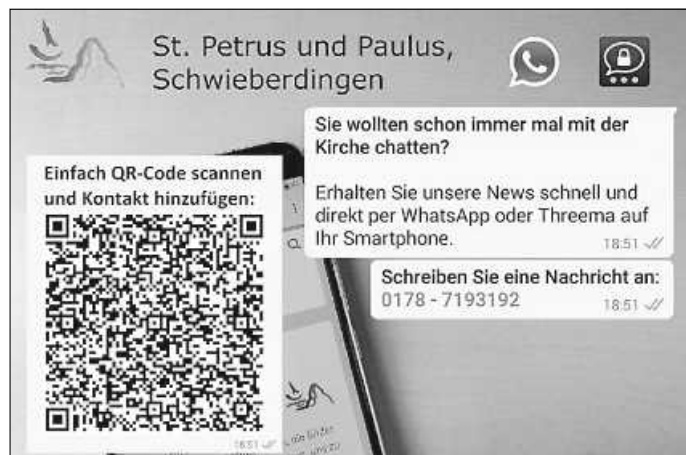 St. Petrus und Paulus,
Schwieberdingen
Sie wollten schon immer mal mit der
Kirche chatten?
Erhalten Sie unsere News schnell und
direkt per WhatsApp oder Threema auf
Ihr Smartphone.
18:51
Schreiben Sie eine Nachricht an:
0178 - 7193192
18:51
Einfach QR-Code scannen
und Kontakt hinzufügen:
18:51